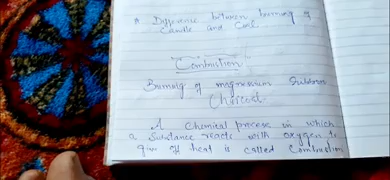 Difference between burning of
Candle and Coal.
Combustion
Burning of magnesium Ribbon
Charcoal.
A Chemical process in which
a Substance reacts with oxygen to
give off heat is called Combustion